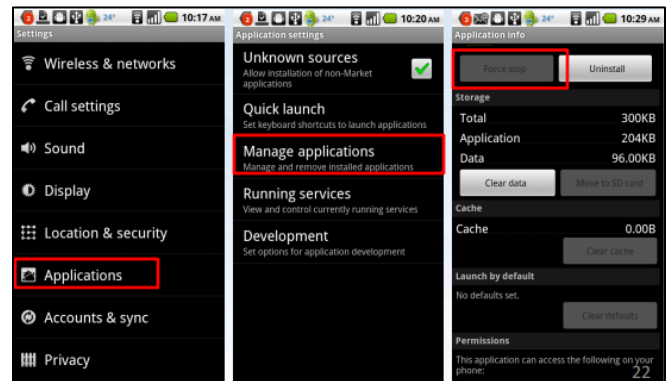 24° 10:17 AM
Settings
Wireless & networks
Call settings
Sound
Display
Location & security
Applications
Accounts & sync
Privacy
24° 10:20 AM
Application settings
Unknown sources
Allow installation of non-Market
applications
Quick launch
Set keyboard shortcuts to launch applications
Manage applications
Manage and remove installed applications
Running services
View and control currently running services
Development
Set options for application development
24° 10:29 AM
Application info
Force stop Uninstall
Storage
Total 300KB
Application 204KB
Data 96.00KB
Clear data Move to SD card
Cache
Cache 0.00B
Clear cache
Launch by default
No defaults set.
Clear defaults
Permissions
This application can access the following on your
phone:
22